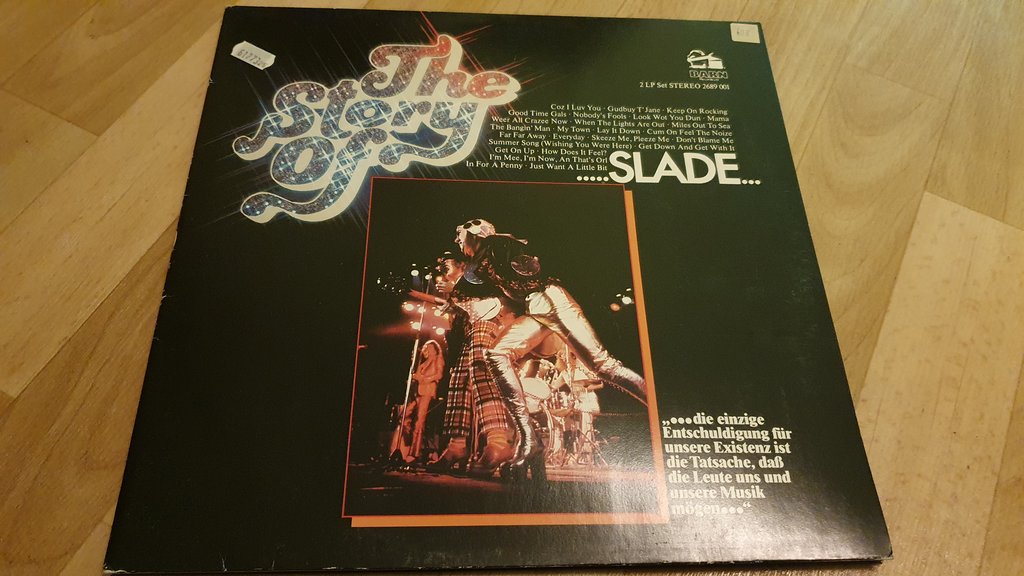 The
Story
Of
BARN
2 LP Set STEREO 2689 001
Coz I Luv You · Gudbuy T'Jane · Keep On Rocking
Good Time Gals · Nobody's Fools · Look Wot You Dun · Mama
Weer All Crazee Now · When The Lights Are Out · Miles Out To Sea
The Bangin' Man · My Town · Lay It Down · Cum On Feel The Noize
Far Far Away · Everyday · Skeeze Me, Pleeze Me · Don't Blame Me
Summer Song (Wishing You Were Here) · Get Down And Get With It
Get On Up · How Does It Feel?
I'm Mee, I'm Now, An That's Orl
In For A Penny · Just Want A Little Bit
.....SLADE...
„...die einzige
Entschuldigung für
unsere Existenz ist
die Tatsache, daß
die Leute uns und
unsere Musik
mögen..."